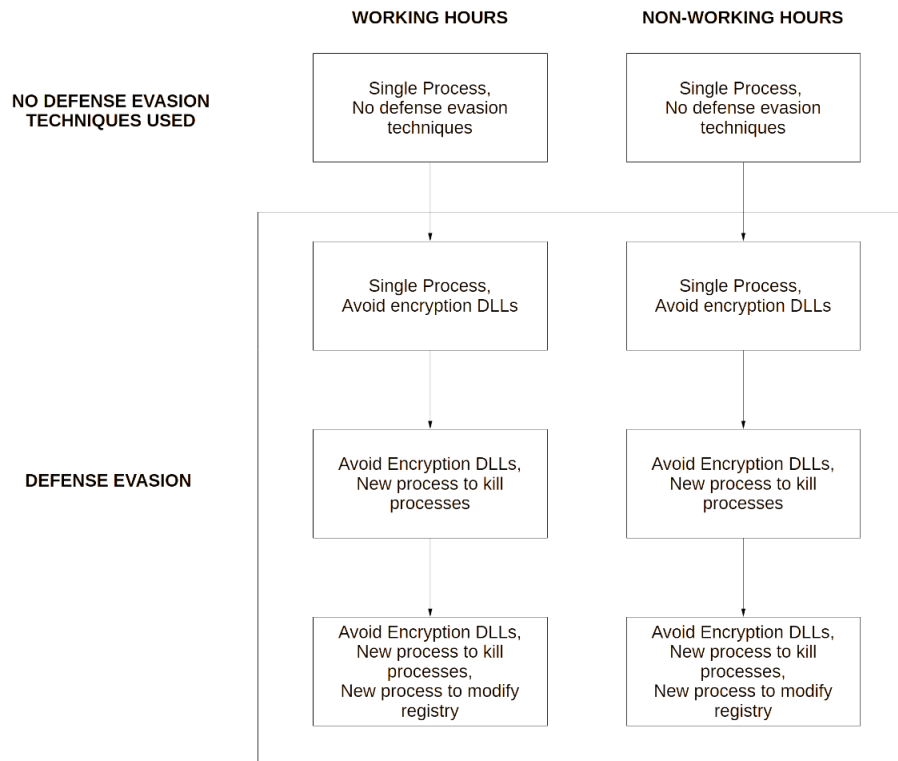 WORKING HOURS
NON-WORKING HOURS
NO DEFENSE EVASION
TECHNIQUES USED
Single Process,
No defense evasion
techniques
Single Process,
No defense evasion
techniques
Single Process,
Avoid encryption DLLs
Single Process,
Avoid encryption DLLs
DEFENSE EVASION
Avoid Encryption DLLs,
New process to kill
processes
Avoid Encryption DLLs,
New process to kill
processes
Avoid Encryption DLLs,
New process to kill
processes,
New process to modify
registry
Avoid Encryption DLLs,
New process to kill
processes,
New process to modify
registry